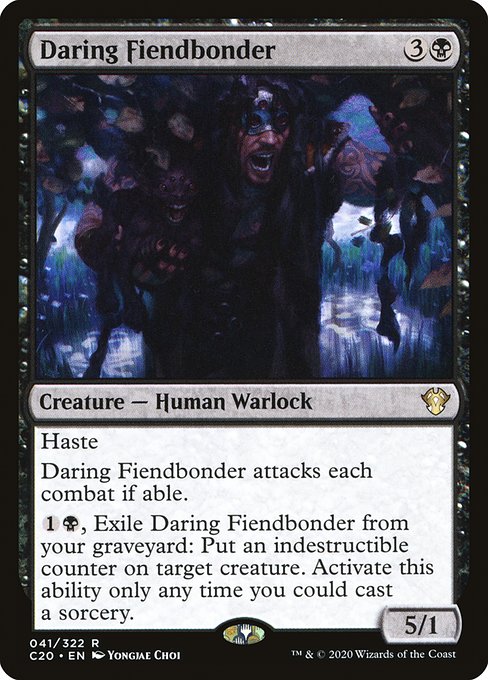 Daring Fiendbonder 3
Creature — Human Warlock
Haste
Daring Fiendbonder attacks each
combat if able.
1 , Exile Daring Fiendbonder from
your graveyard: Put an indestructible
counter on target creature. Activate this
ability only any time you could cast
a sorcery.
5/1
041/322 R
C20 • EN Yongjae Choi
™ & © 2020 Wizards of the Coast